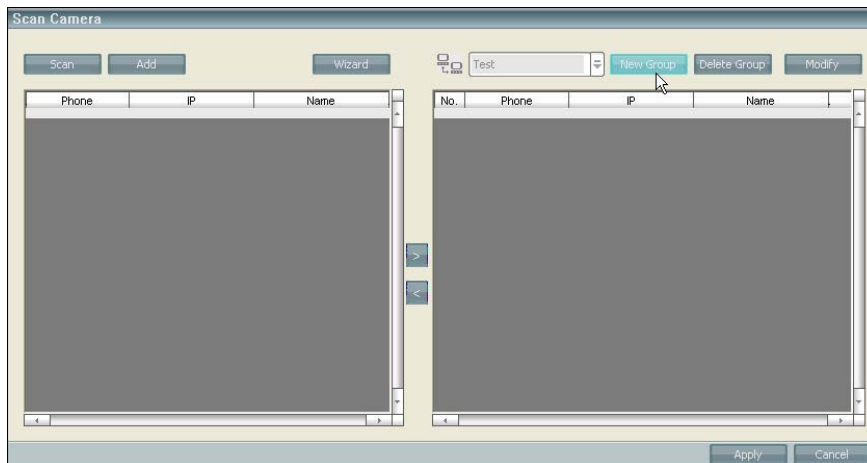 Scan Camera
Scan Add Wizard Test New Group Delete Group Modify
Phone IP Name No. Phone IP Name
>
<
Apply Cancel